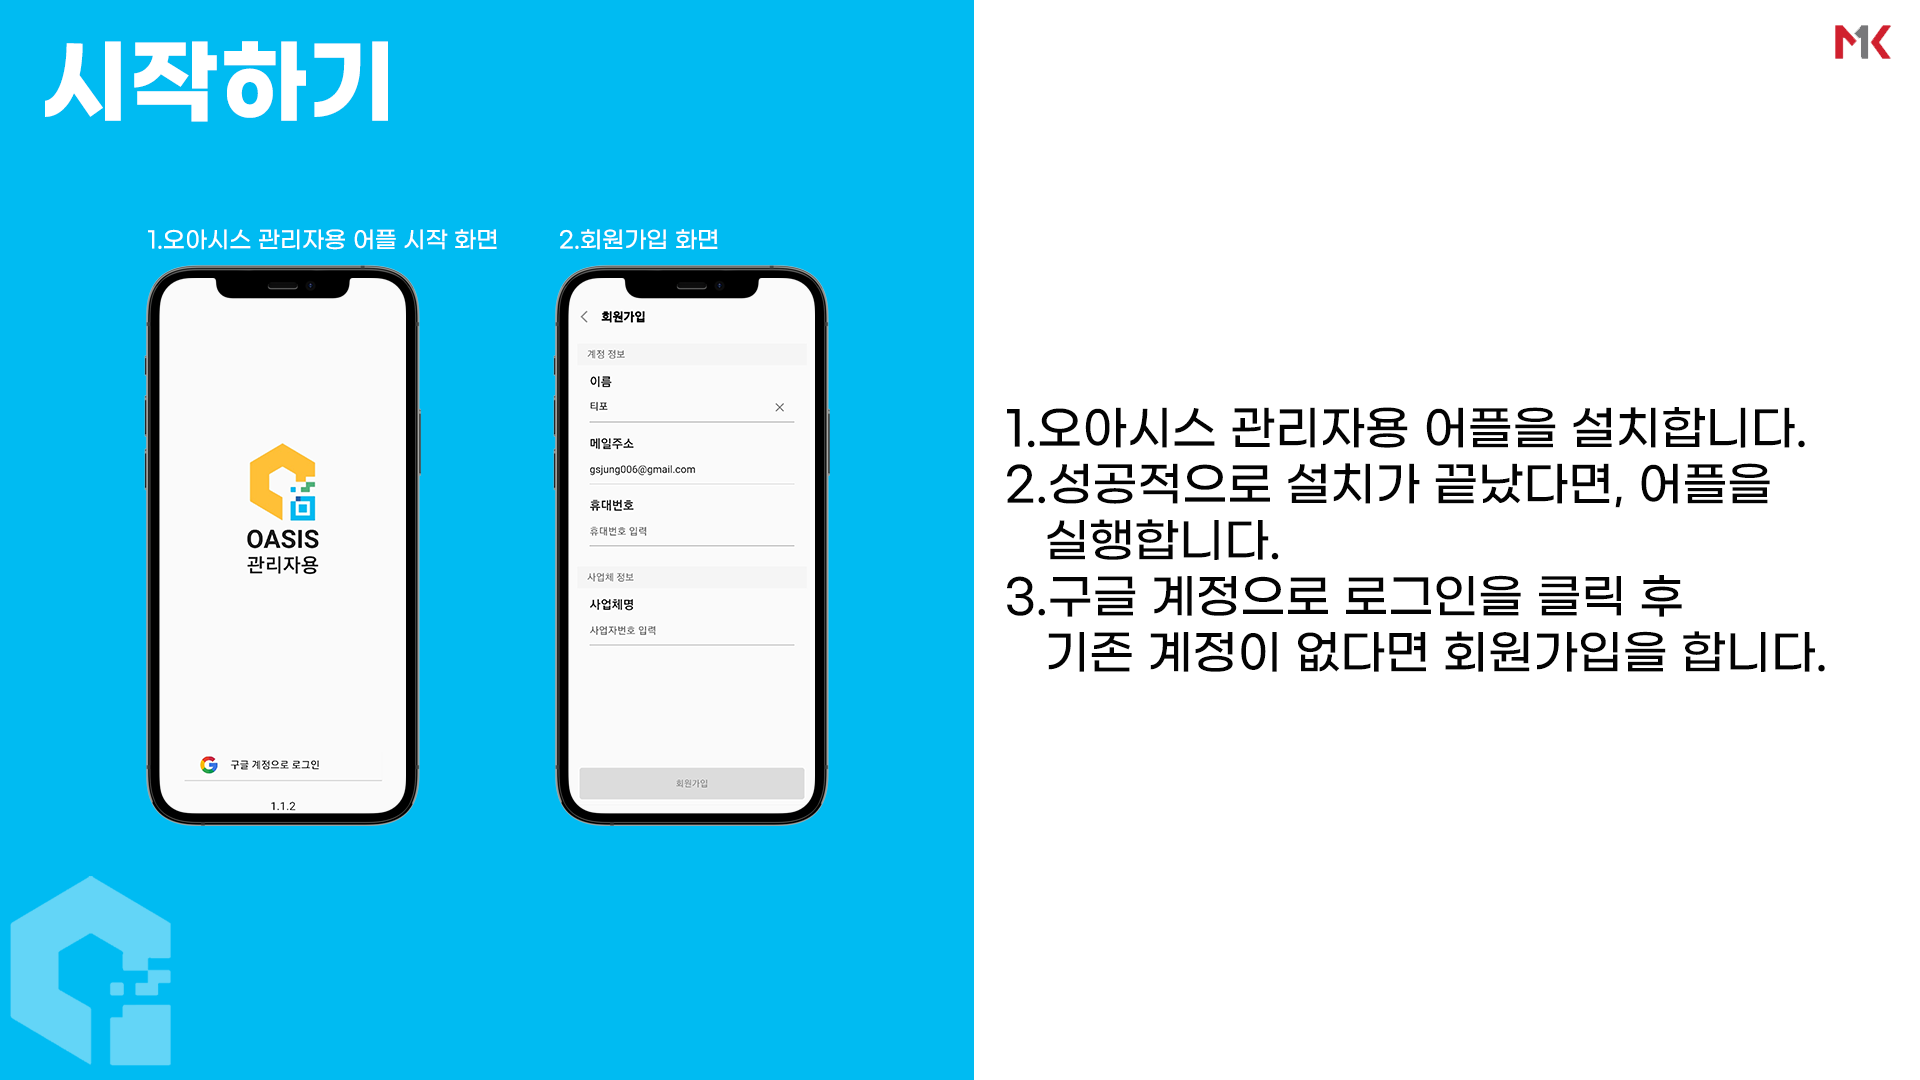 시작하기
MK
1.오아시스 관리자용 어플 시작 화면
OASIS
관리자용
구글 계정으로 로그인
1.1.2
2.회원가입 화면
회원가입
계정 정보
이름
티포
메일주소
gsjung006@gmail.com
휴대번호
휴대번호 입력
사업체 정보
사업체명
사업자번호 입력
회원가입
1.오아시스 관리자용 어플을 설치합니다.
2.성공적으로 설치가 끝났다면, 어플을
실행합니다.
3.구글 계정으로 로그인을 클릭 후
기존 계정이 없다면 회원가입을 합니다.